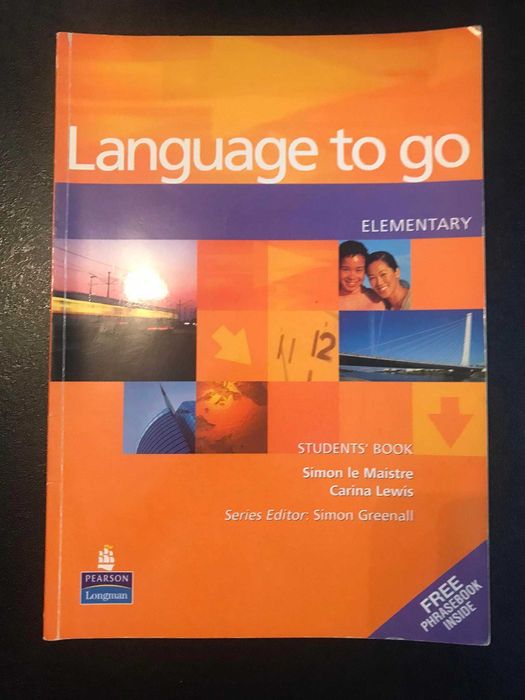 Language to go
ELEMENTARY
11 12
STUDENTS' BOOK
Simon le Maistre
Carina Lewis
Series Editor: Simon Greenall
PEARSON
Longman
FREE
PHRASEBOOK
INSIDE